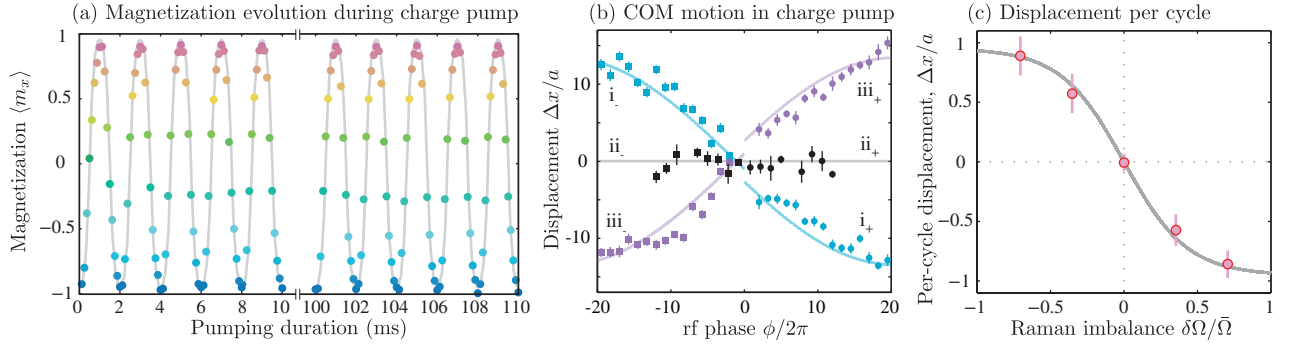 (a) Magnetization evolution during charge pump
Magnetization ⟨mₓ⟩
1
0.5
0
−0.5
−1
0 2 4 6 8 10 100 102 104 106 108 110
Pumping duration (ms)
(b) COM motion in charge pump
Displacement Δx/a
10
0
-10
i₋
ii₋
iii₋
iii₊
ii₊
i₊
-20 -10 0 10 20
rf phase ϕ/2π
(c) Displacement per cycle
Per-cycle displacement, Δx/a
1
0.5
0
−0.5
−1
−1 −0.5 0 0.5 1
Raman imbalance δΩ/Ω̄